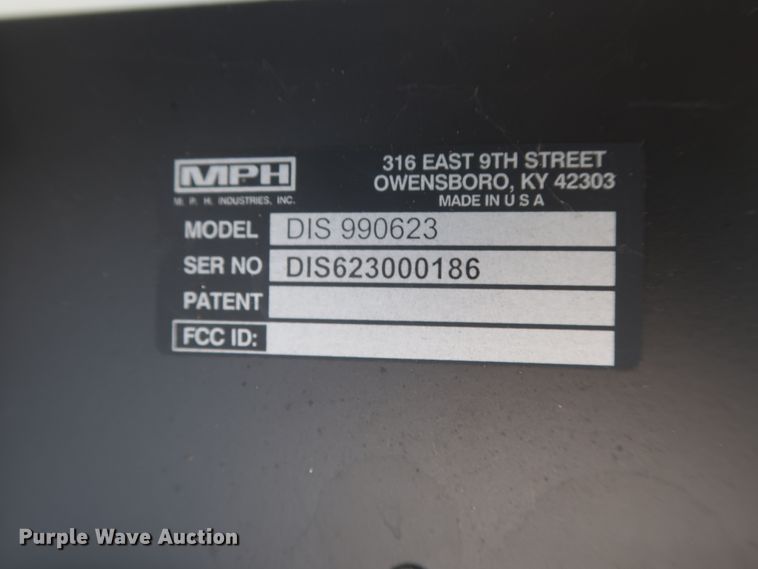 MPH
M. P. H. INDUSTRIES, INC.
316 EAST 9TH STREET
OWENSBORO, KY 42303
MADE IN U S A
MODEL DIS 990623
SER NO DIS623000186
PATENT
FCC ID:
Purple Wave Auction